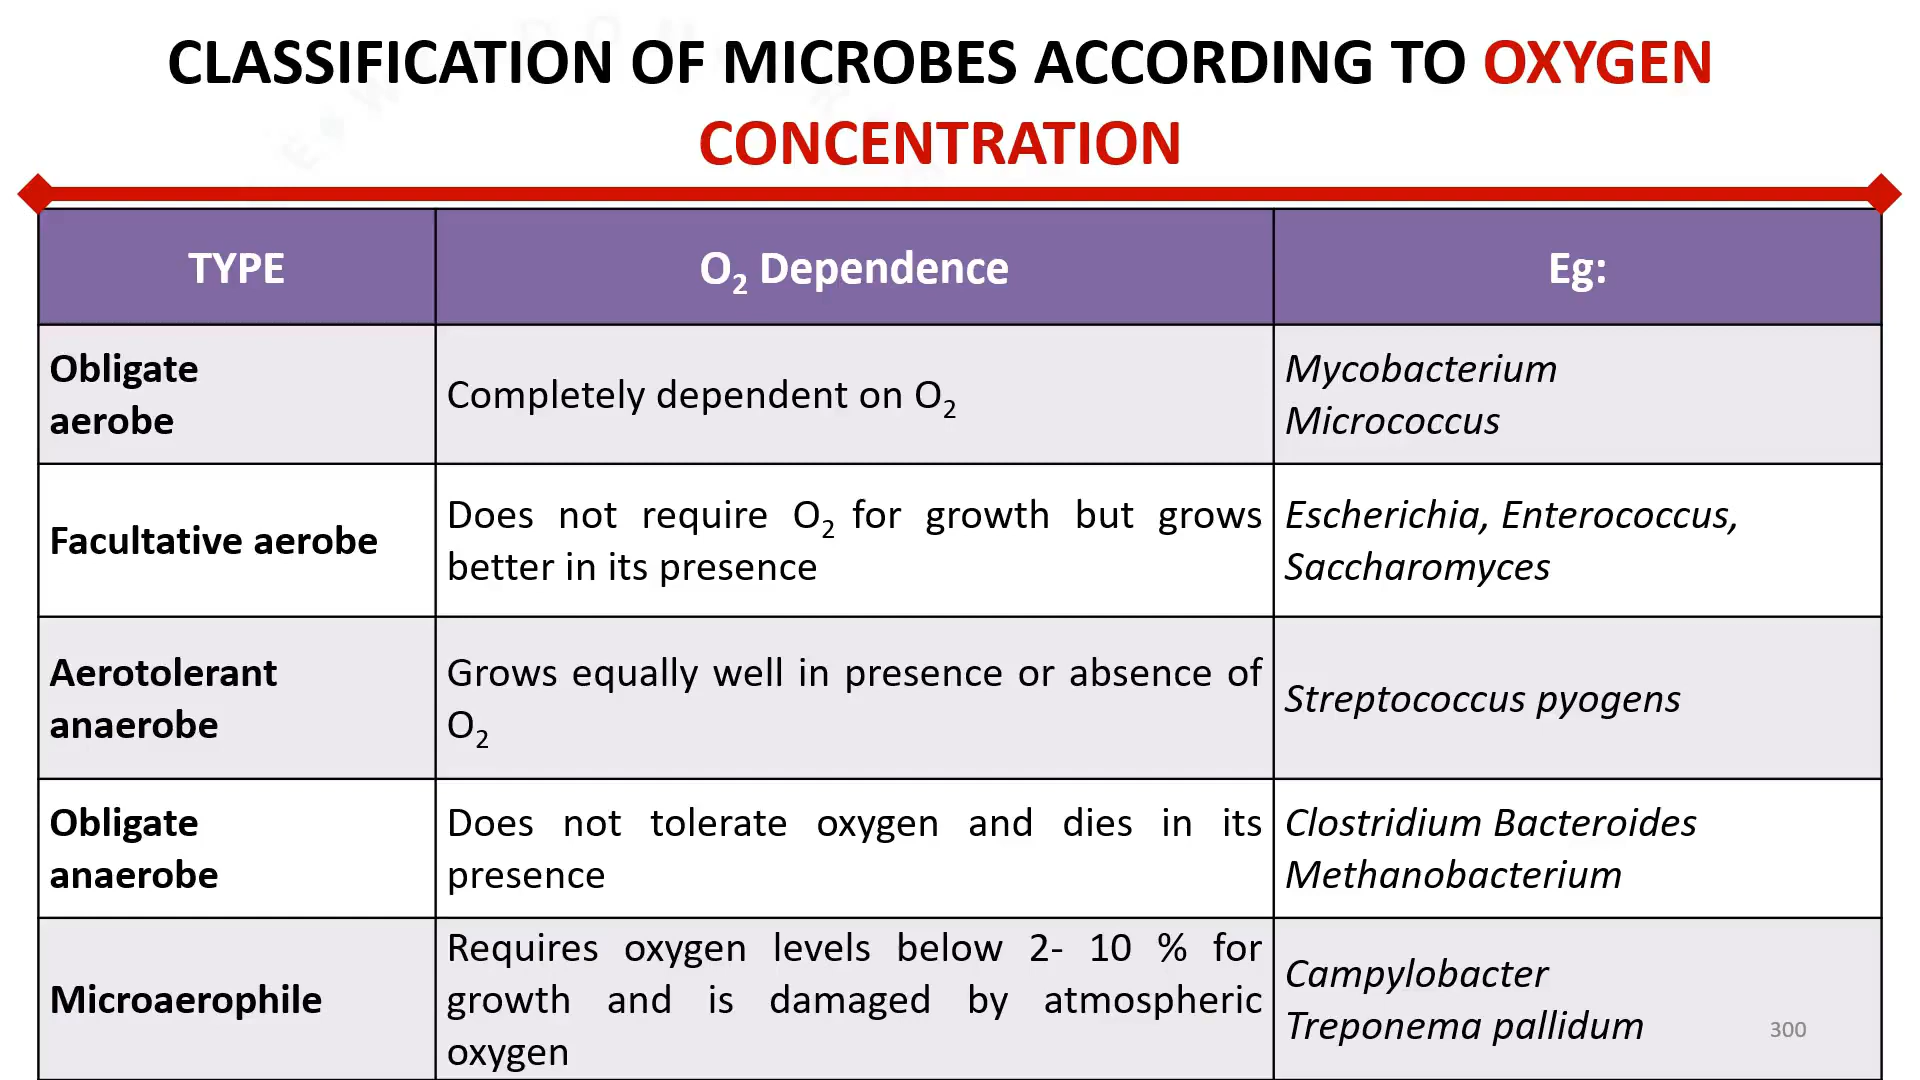 CLASSIFICATION OF MICROBES ACCORDING TO OXYGEN
CONCENTRATION
TYPE
O₂ Dependence
Eg:
Obligate
aerobe
Completely dependent on O₂
Mycobacterium
Micrococcus
Facultative aerobe
Does not require O₂ for growth but grows
better in its presence
Escherichia, Enterococcus,
Saccharomyces
Aerotolerant
anaerobe
Grows equally well in presence or absence of
O₂
Streptococcus pyogens
Obligate
anaerobe
Does not tolerate oxygen and dies in its
presence
Clostridium Bacteroides
Methanobacterium
Microaerophile
Requires oxygen levels below 2- 10 % for
growth and is damaged by atmospheric
oxygen
Campylobacter
Treponema pallidum
300